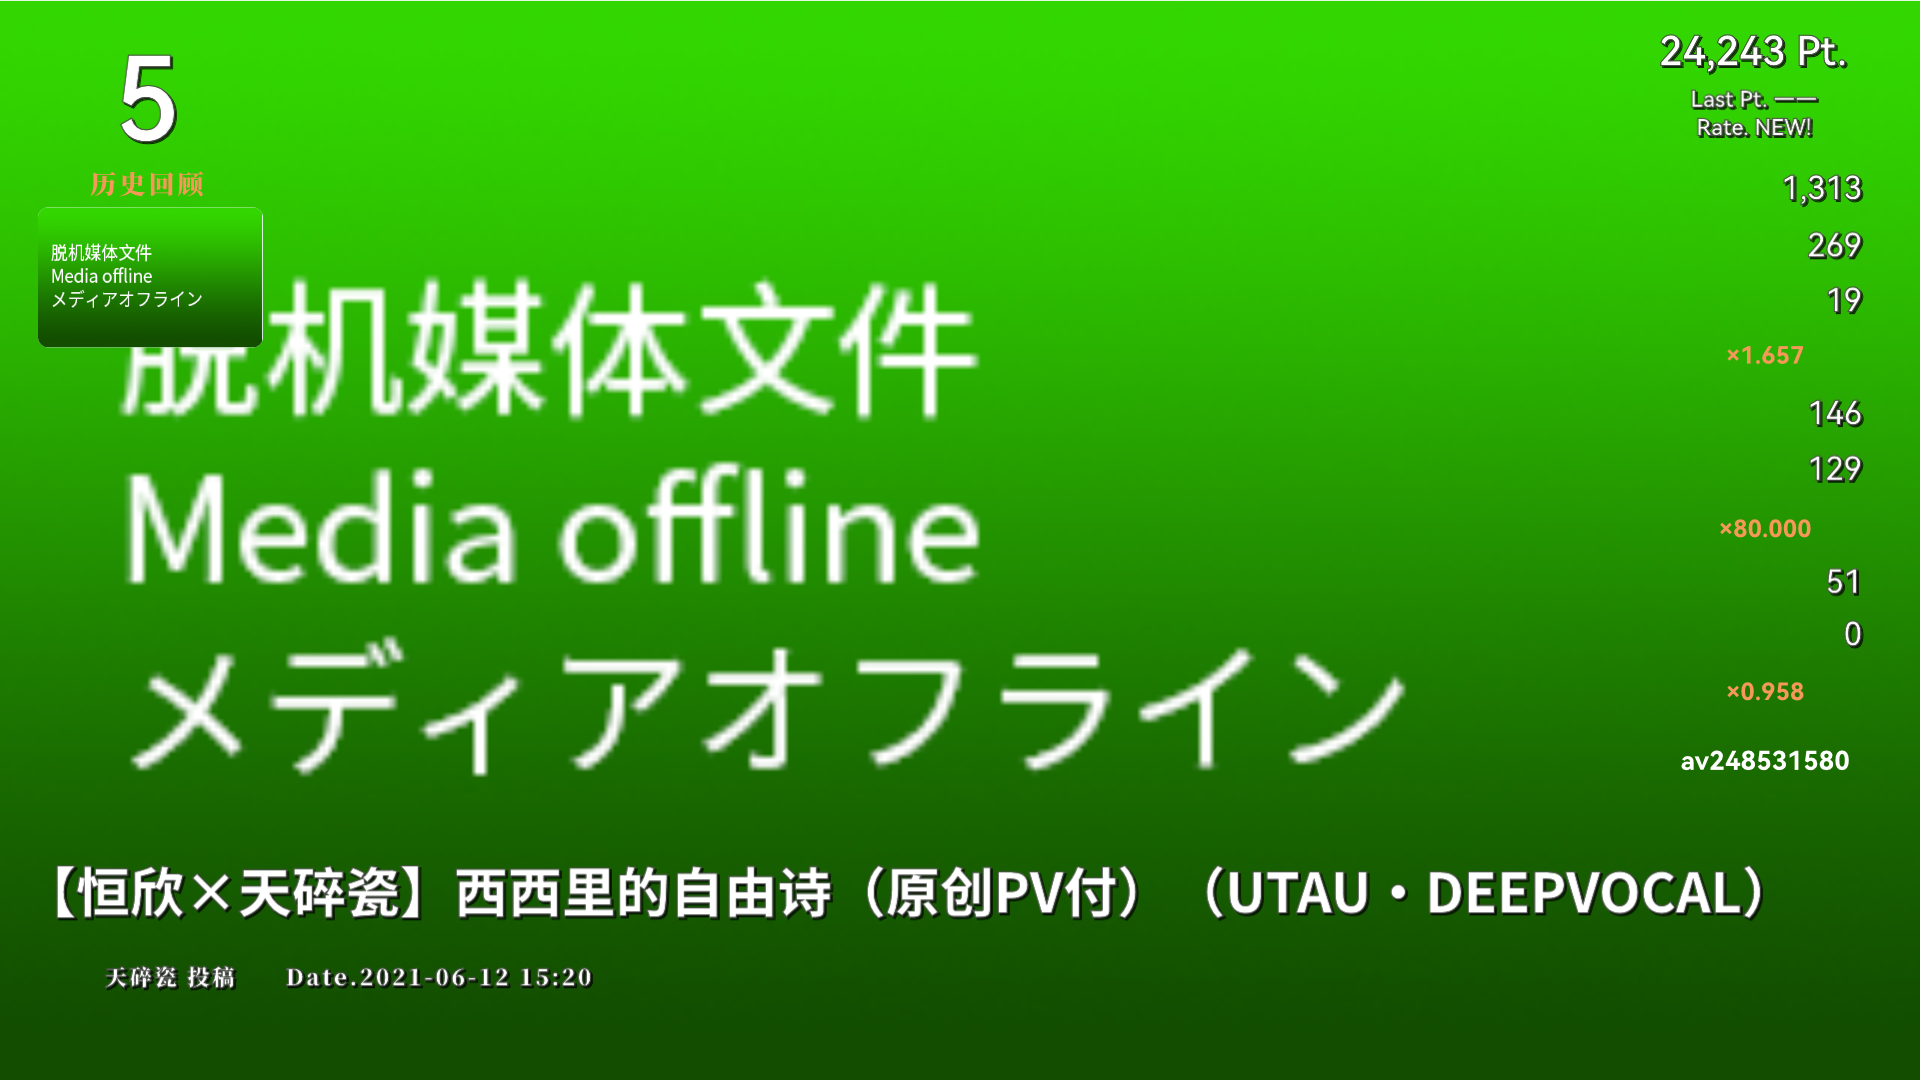 5
历史回顾
脱机媒体文件
Media offline
メディアオフライン
脱机媒体文件
Media offline
メディアオフライン
24,243 Pt.
Last Pt. ——
Rate. NEW!
1,313
269
19
×1.657
146
129
×80.000
51
0
×0.958
av248531580
【恒欣×天碎瓷】西西里的自由诗（原创PV付）（UTAU・DEEPVOCAL）
天碎瓷 投稿 Date.2021-06-12 15:20